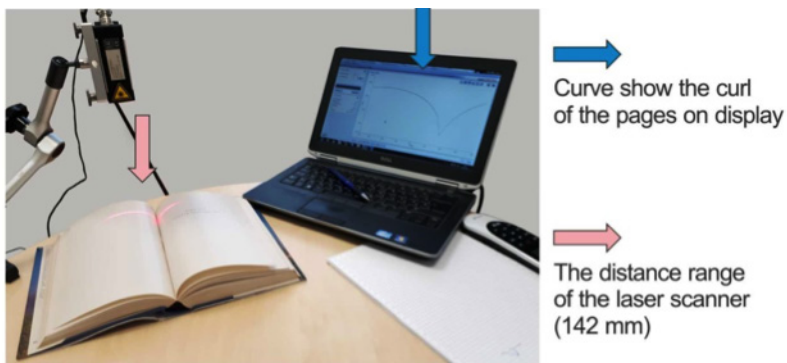 Curve show the curl
of the pages on display
The distance range
of the laser scanner
(142 mm)